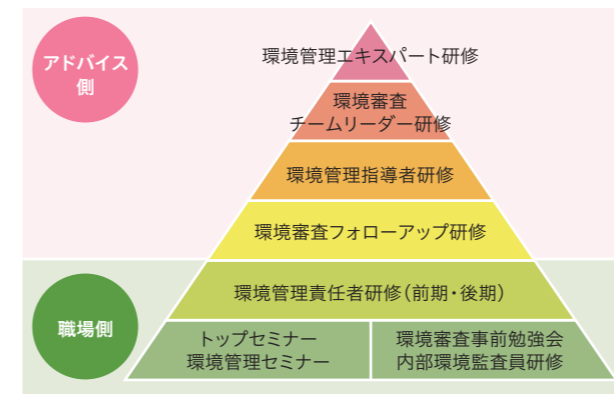 アドバイス
側
環境管理エキスパート研修
環境審査
チームリーダー研修
環境管理指導者研修
環境審査フォローアップ研修
職場側
環境管理責任者研修（前期・後期）
トップセミナー
環境管理セミナー
環境審査事前勉強会
内部環境監査員研修